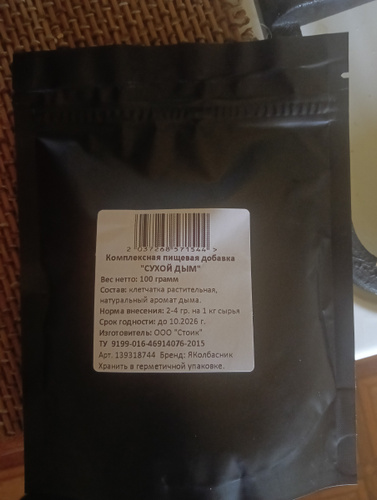 2 037268 571544 >
Комплексная пищевая добавка
"СУХОЙ ДЫМ"
Вес нетто: 100 грамм
Состав: клетчатка растительная,
натуральный аромат дыма.
Норма внесения: 2-4 гр. на 1 кг сырья
Срок годности: до 10.2026 г.
Изготовитель: ООО "Стоик"
ТУ 9199-016-46914076-2015
Арт. 139318744 Бренд: ЯКолбасник
Хранить в герметичной упаковке.